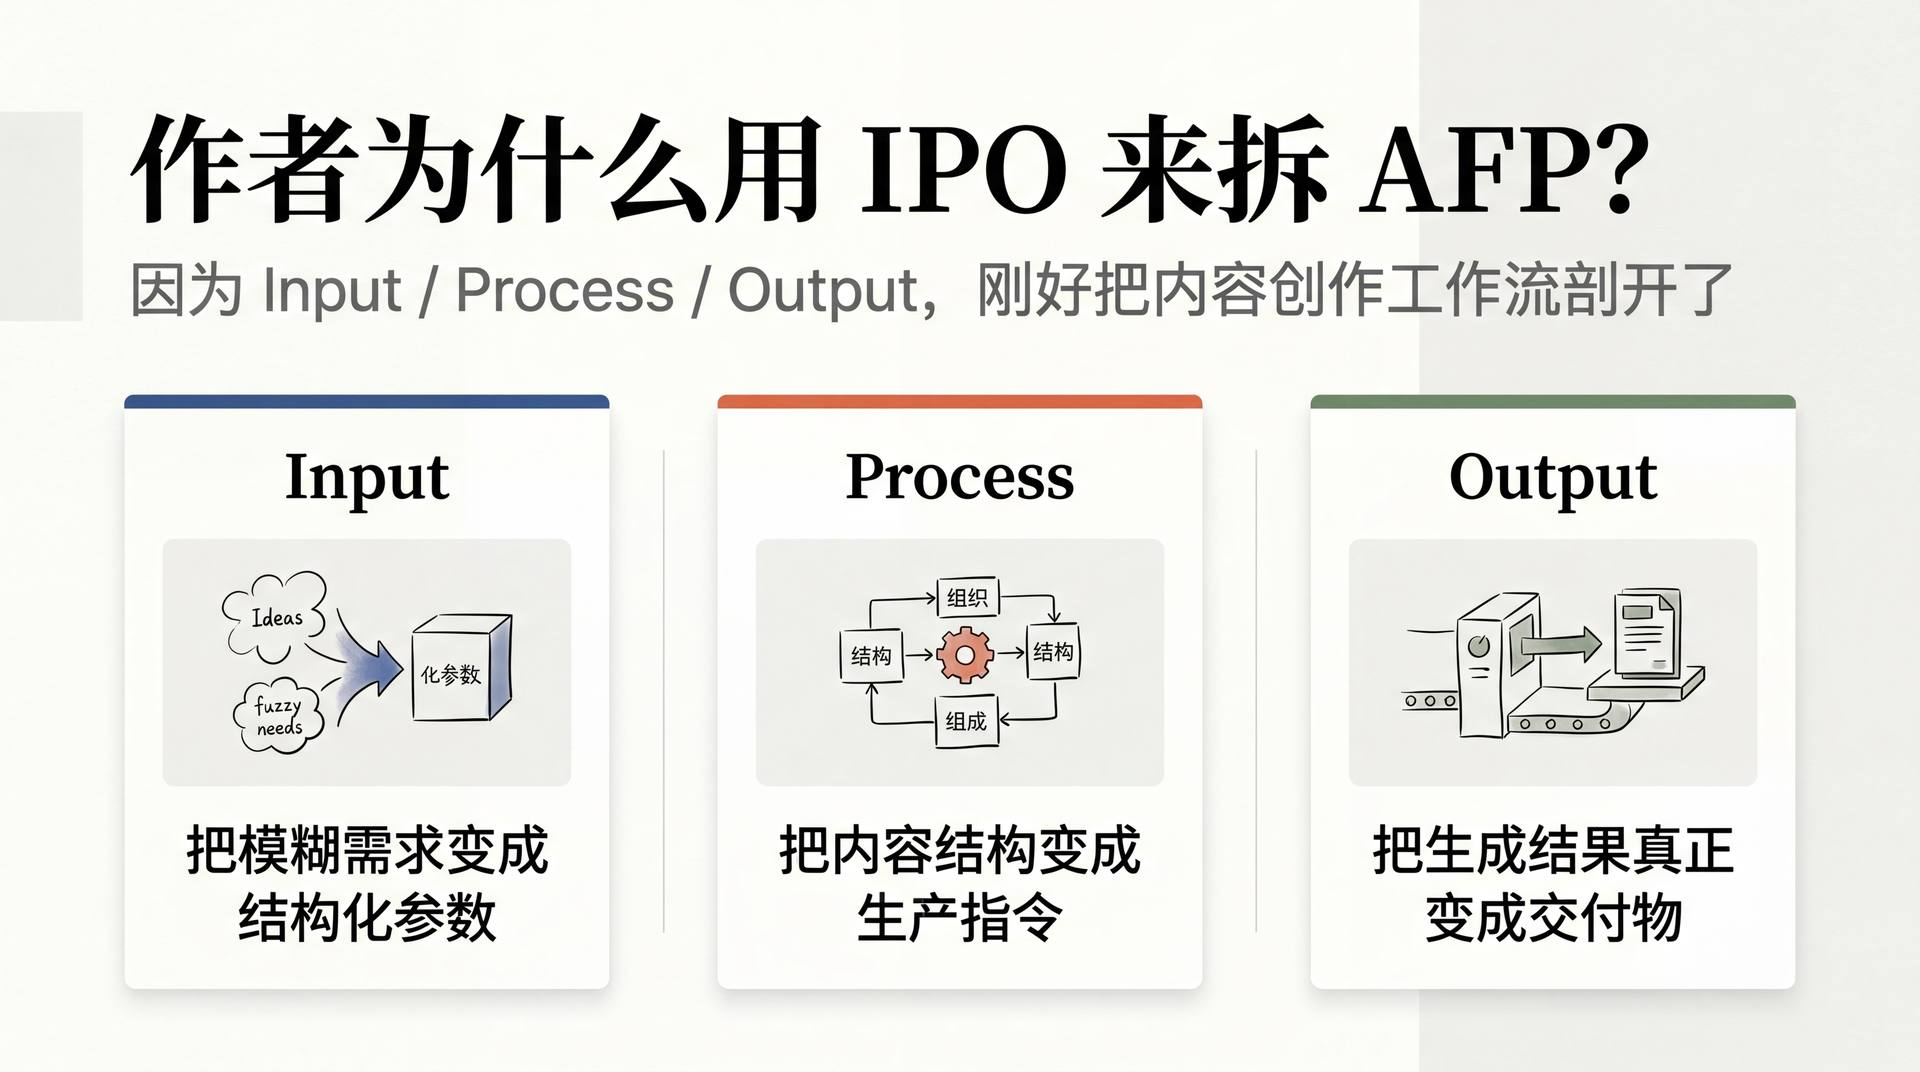 作者为什么用 IPO 来拆 AFP？
因为 Input / Process / Output，刚好把内容创作工作流剖开了
Input
Ideas
fuzzy
needs
化参数
把模糊需求变成
结构化参数
Process
组织
结构
结构
组成
把内容结构变成
生产指令
Output
把生成结果真正
变成交付物